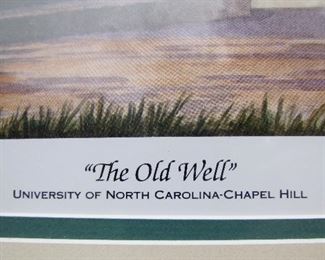 "The Old Well"
UNIVERSITY OF NORTH CAROLINA-CHAPEL HILL